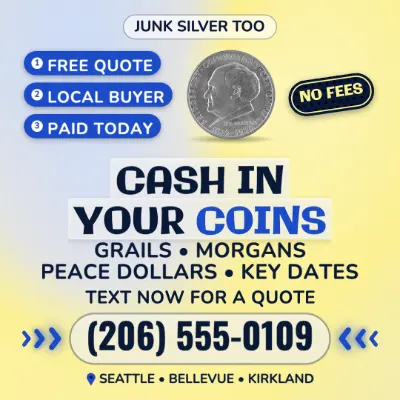 JUNK SILVER TOO
1 FREE QUOTE
2 LOCAL BUYER
3 PAID TODAY
NO FEES
CASH IN
YOUR COINS
GRAILS • MORGANS
PEACE DOLLARS • KEY DATES
TEXT NOW FOR A QUOTE
>>> (206) 555-0109 <<<
SEATTLE • BELLEVUE • KIRKLAND